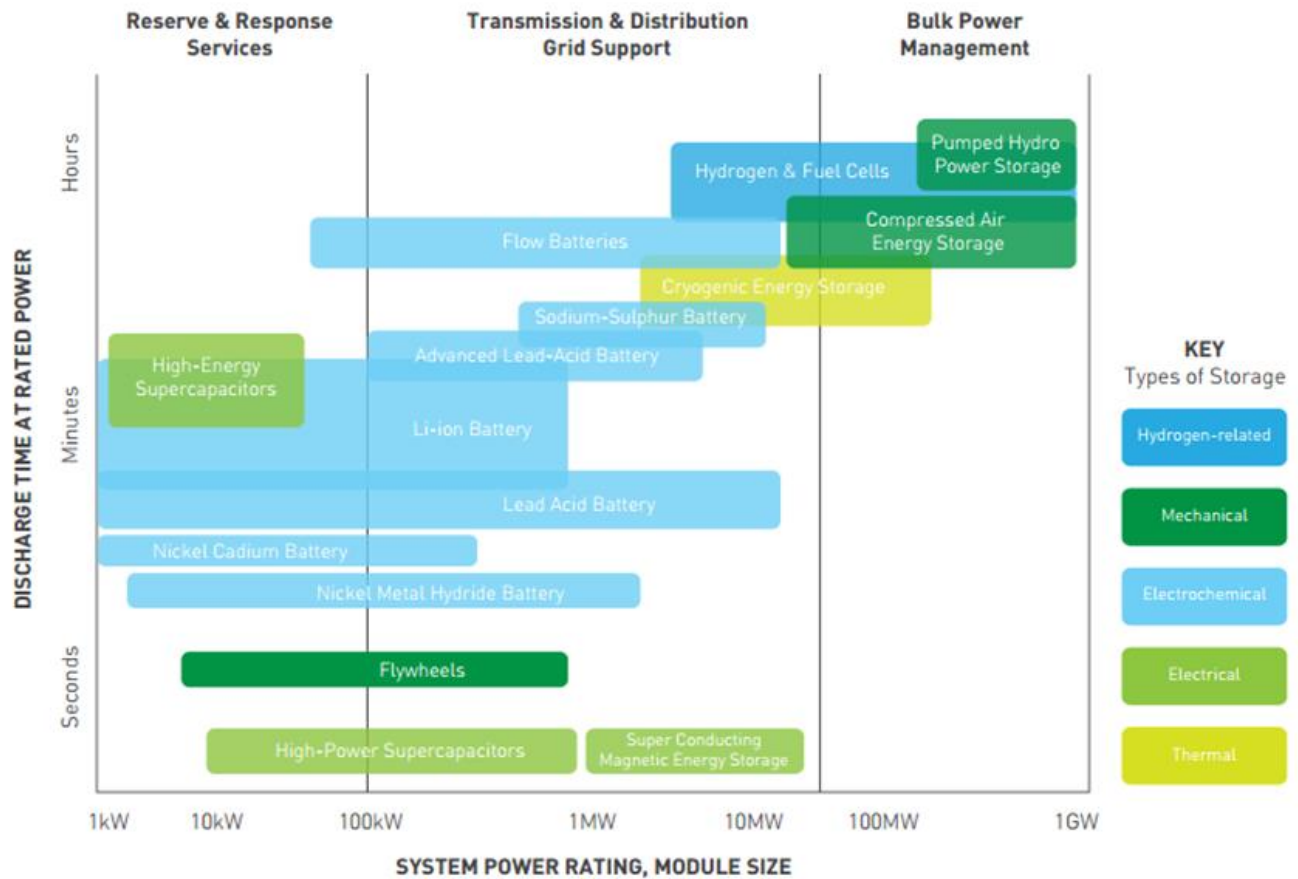 Reserve & Response
Services
Transmission & Distribution
Grid Support
Bulk Power
Management
DISCHARGE TIME AT RATED POWER
Hours
Minutes
Seconds
Pumped Hydro
Power Storage
Hydrogen & Fuel Cells
Compressed Air
Energy Storage
Flow Batteries
Cryogenic Energy Storage
Sodium-Sulphur Battery
Advanced Lead-Acid Battery
High-Energy
Supercapacitors
Li-ion Battery
Lead Acid Battery
Nickel Cadium Battery
Nickel Metal Hydride Battery
Flywheels
High-Power Supercapacitors
Super Conducting
Magnetic Energy Storage
1kW
10kW
100kW
1MW
10MW
100MW
1GW
SYSTEM POWER RATING, MODULE SIZE
KEY
Types of Storage
Hydrogen-related
Mechanical
Electrochemical
Electrical
Thermal